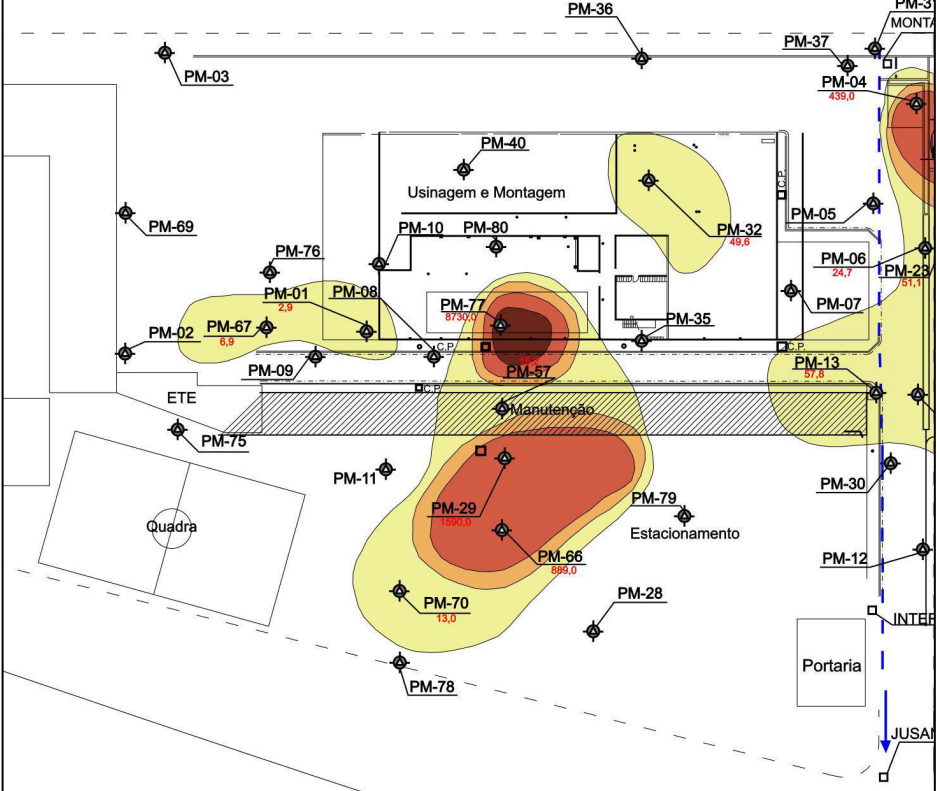 PM-36
PM-3
MONTA
PM-37
PM-03
PM-04
439,0
PM-40
Usinagem e Montagem
C.P.
PM-05
PM-69
PM-10
PM-80
PM-32
49,6
PM-06
24,7
PM-23
51,1
PM-76
PM-01
2,9
PM-08
PM-77
8730,0
PM-07
PM-02
PM-67
6,9
PM-35
C.P.
C.P.
PM-09
PM-57
PM-13
57,8
C.P.
ETE
Manutenção
PM-75
PM-11
PM-30
PM-29
1590,0
PM-79
Quadra
Estacionamento
PM-66
889,0
PM-12
PM-70
13,0
PM-28
INTER
Portaria
PM-78
JUSAN